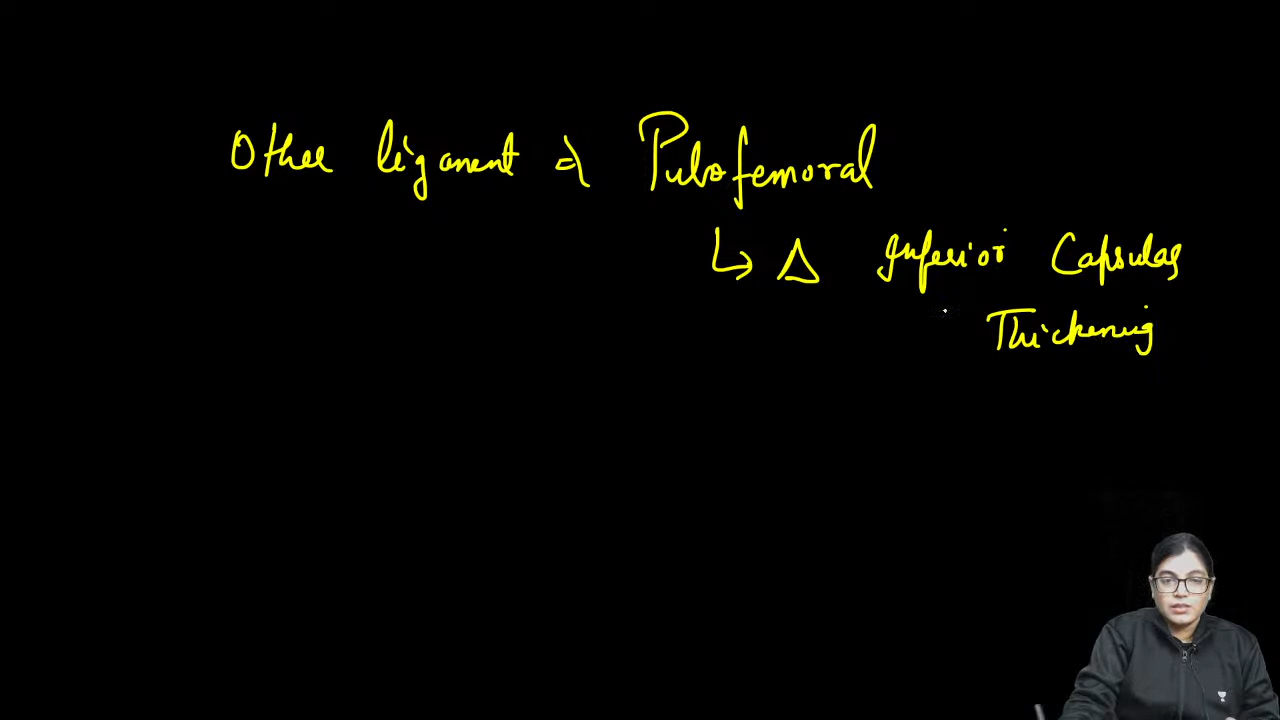 Other ligament ⇒ Pubofemoral
↳ Δ Inferior Capsular
Thickening